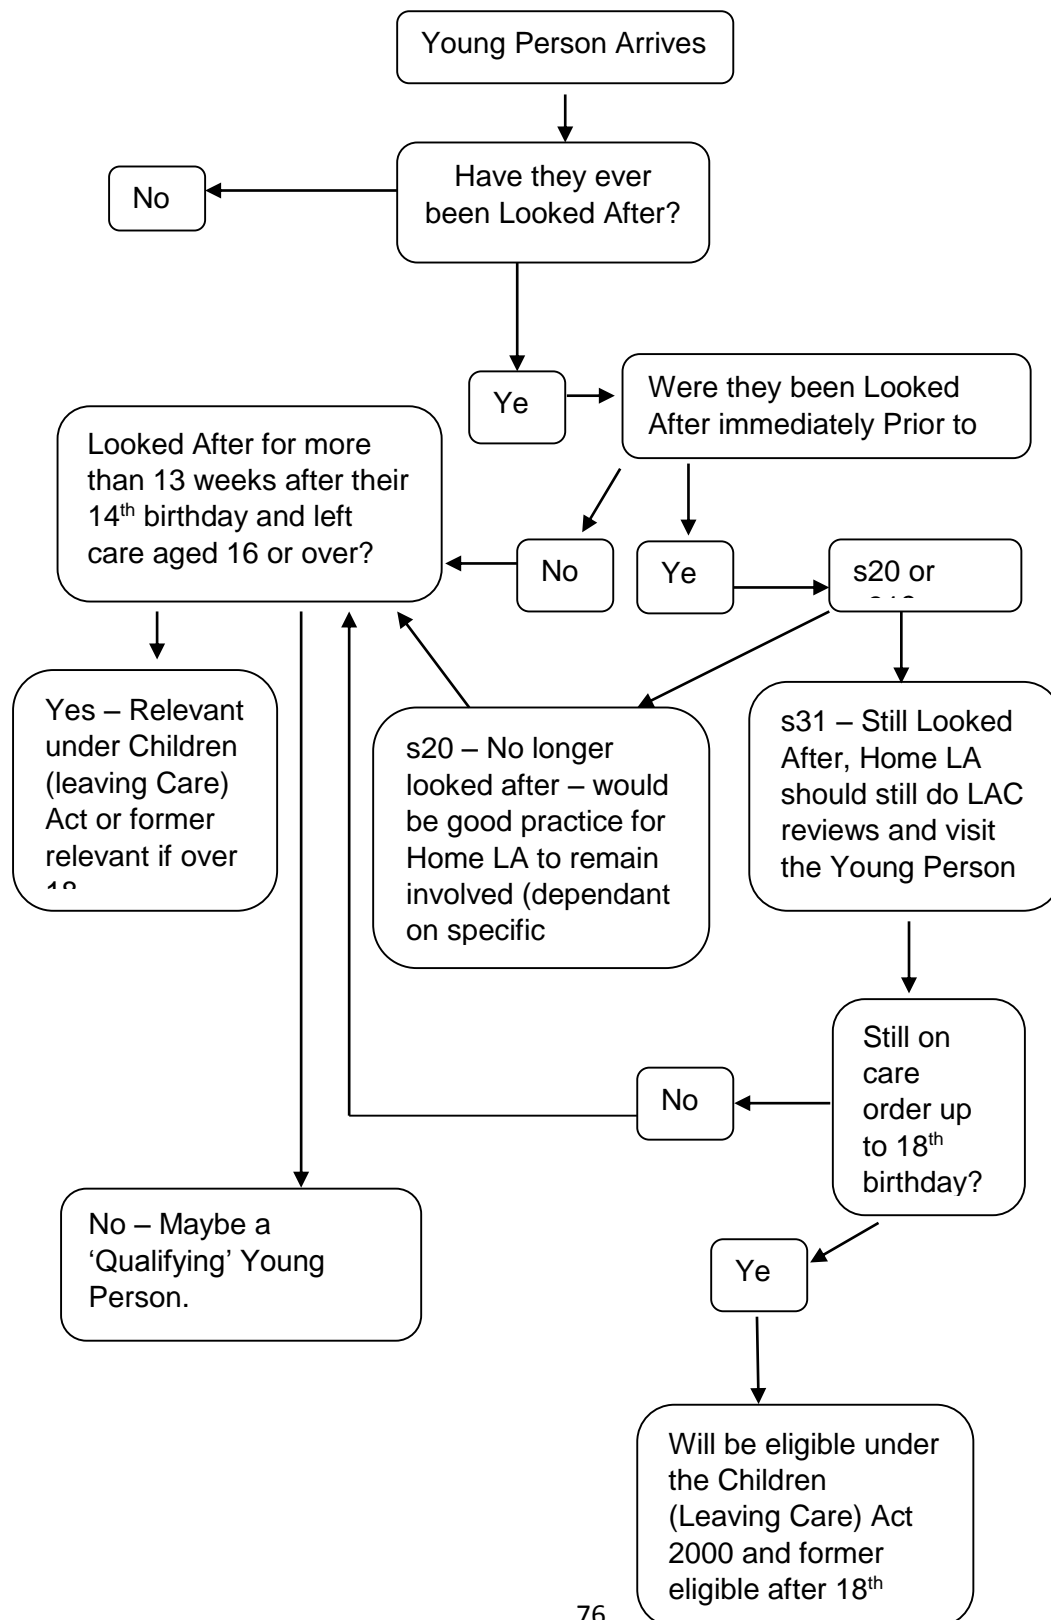 Young Person Arrives
Have they ever
been Looked After?
No
Ye
Were they been Looked
After immediately Prior to
Looked After for more
than 13 weeks after their
14th birthday and left
care aged 16 or over?
No
Ye
s20 or
Yes – Relevant
under Children
(leaving Care)
Act or former
relevant if over
s20 – No longer
looked after – would
be good practice for
Home LA to remain
involved (dependant
on specific
s31 – Still Looked
After, Home LA
should still do LAC
reviews and visit
the Young Person
Still on
care
order up
to 18th
birthday?
No
No – Maybe a
‘Qualifying’ Young
Person.
Ye
Will be eligible under
the Children
(Leaving Care) Act
2000 and former
eligible after 18th
76